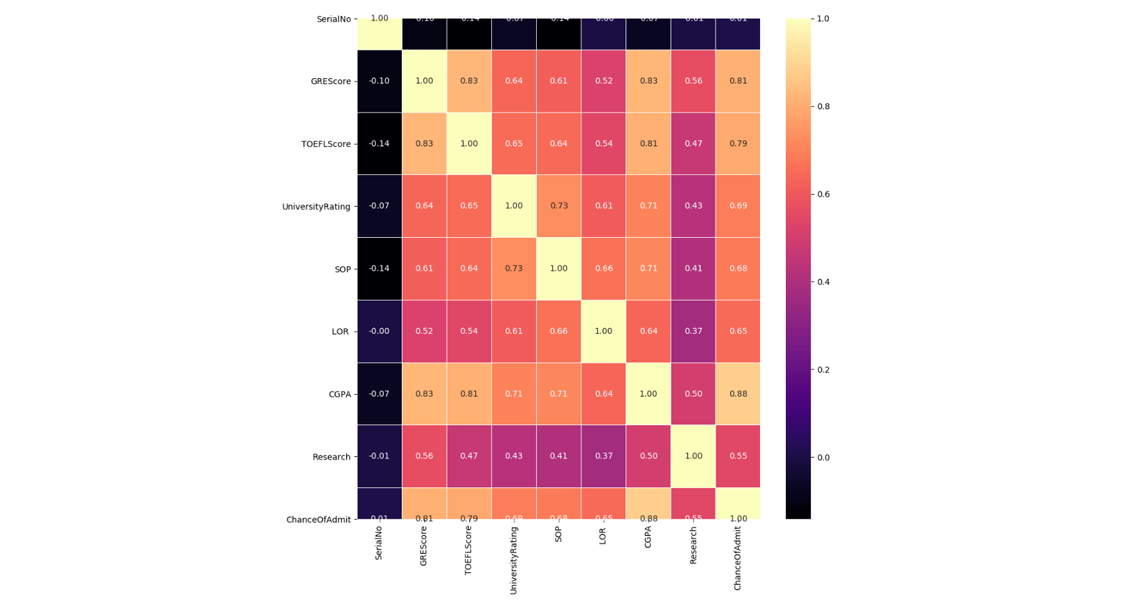 SerialNo 1.00 -0.10 -0.14 -0.07 -0.14 -0.00 -0.07 -0.01 0.01
GREScore -0.10 1.00 0.83 0.64 0.61 0.52 0.83 0.56 0.81
TOEFLScore -0.14 0.83 1.00 0.65 0.64 0.54 0.81 0.47 0.79
UniversityRating -0.07 0.64 0.65 1.00 0.73 0.61 0.71 0.43 0.69
SOP -0.14 0.61 0.64 0.73 1.00 0.66 0.71 0.41 0.68
LOR -0.00 0.52 0.54 0.61 0.66 1.00 0.64 0.37 0.65
CGPA -0.07 0.83 0.81 0.71 0.71 0.64 1.00 0.50 0.88
Research -0.01 0.56 0.47 0.43 0.41 0.37 0.50 1.00 0.55
ChanceOfAdmit 0.01 0.81 0.79 0.69 0.68 0.65 0.88 0.55 1.00
SerialNo
GREScore
TOEFLScore
UniversityRating
SOP
LOR
CGPA
Research
ChanceOfAdmit
1.0
0.8
0.6
0.4
0.2
0.0